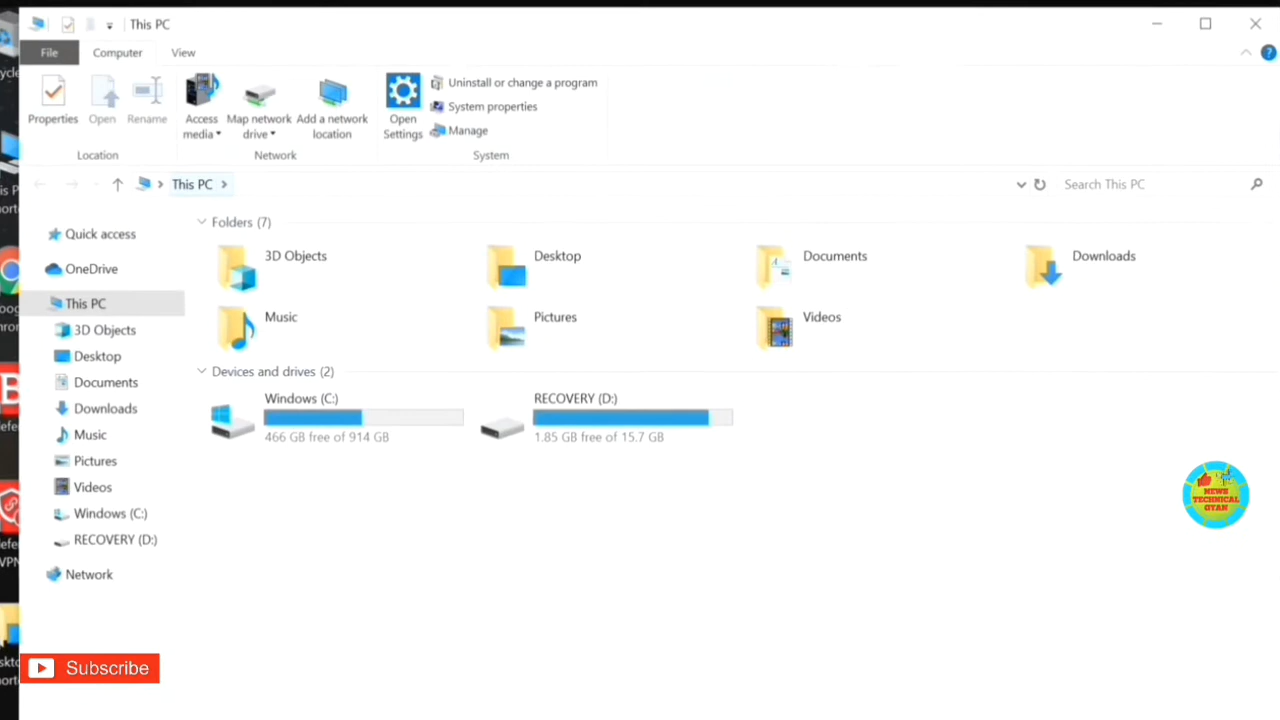 This PC
File
Computer
View
Properties
Open
Rename
Access media
Map network drive
Add a network location
Open Settings
Uninstall or change a program
System properties
Manage
Location
Network
System
This PC
Search This PC
Quick access
OneDrive
This PC
3D Objects
Desktop
Documents
Downloads
Music
Pictures
Videos
Windows (C:)
RECOVERY (D:)
Network
Folders (7)
3D Objects
Desktop
Documents
Downloads
Music
Pictures
Videos
Devices and drives (2)
Windows (C:)
466 GB free of 914 GB
RECOVERY (D:)
1.85 GB free of 15.7 GB
NEWS
TECHNICAL
GYAN
Subscribe